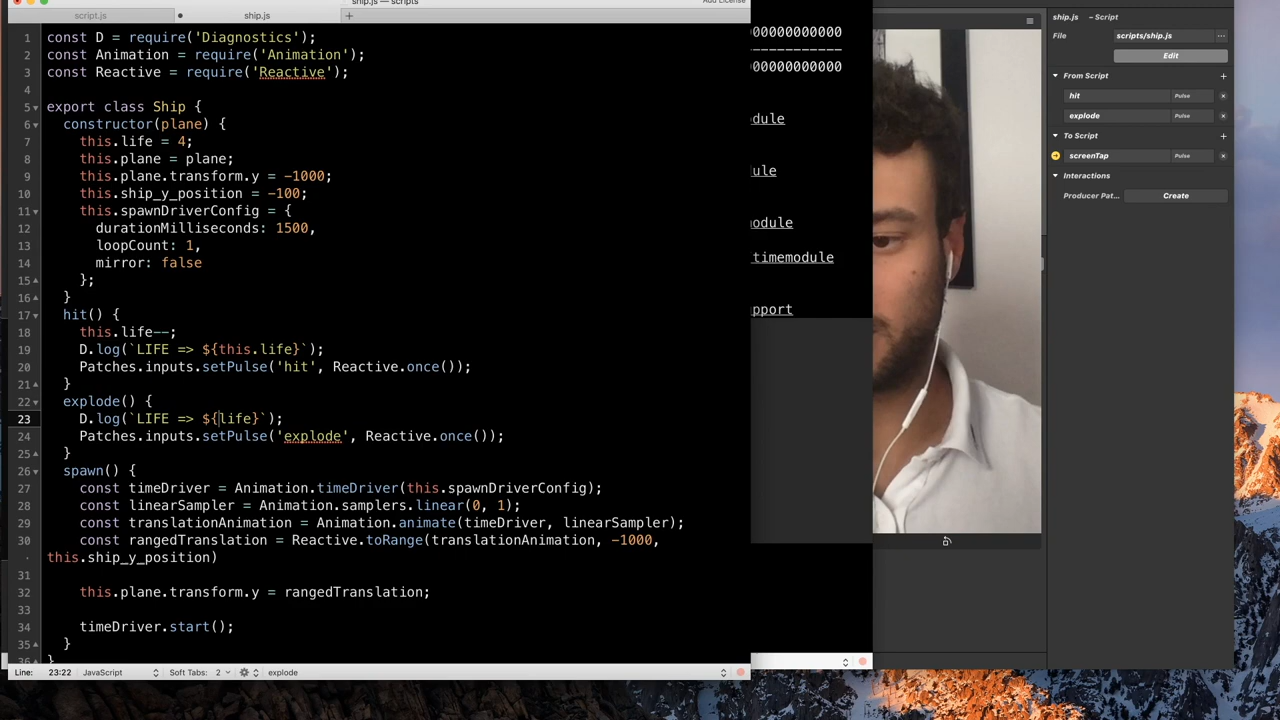 ship.js — scripts
Add License
script.js
ship.js
+
1 const D = require('Diagnostics');
2 const Animation = require('Animation');
3 const Reactive = require('Reactive');
4
5 export class Ship {
6 constructor(plane) {
7 this.life = 4;
8 this.plane = plane;
9 this.plane.transform.y = -1000;
10 this.ship_y_position = -100;
11 this.spawnDriverConfig = {
12 durationMilliseconds: 1500,
13 loopCount: 1,
14 mirror: false
15 };
16 }
17 hit() {
18 this.life--;
19 D.log(`LIFE => ${this.life}`);
20 Patches.inputs.setPulse('hit', Reactive.once());
21 }
22 explode() {
23 D.log(`LIFE => ${life}`);
24 Patches.inputs.setPulse('explode', Reactive.once());
25 }
26 spawn() {
27 const timeDriver = Animation.timeDriver(this.spawnDriverConfig);
28 const linearSampler = Animation.samplers.linear(0, 1);
29 const translationAnimation = Animation.animate(timeDriver, linearSampler);
30 const rangedTranslation = Reactive.toRange(translationAnimation, -1000,
· this.ship_y_position)
31
32 this.plane.transform.y = rangedTranslation;
33
34 timeDriver.start();
35 }
36 }
Line: 23:22 JavaScript Soft Tabs: 2 explode
00000000000
-----------
00000000000
dule
ule
module
timemodule
pport
ship.js – Script
File scripts/ship.js ...
Edit
From Script +
hit Pulse x
explode Pulse x
To Script +
screenTap Pulse x
Interactions
Producer Pat... Create